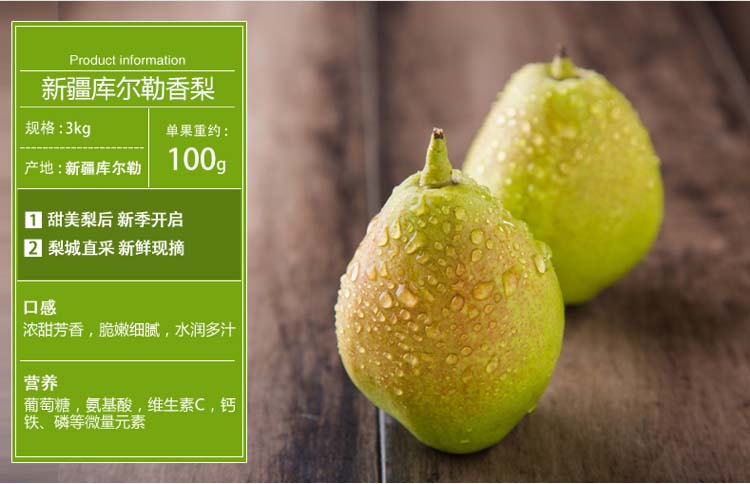 Product information
新疆库尔勒香梨
规格：3kg
产地：新疆库尔勒
单果重约：
100g
1 甜美梨后 新季开启
2 梨城直采 新鲜现摘
口感
浓甜芳香，脆嫩细腻，水润多汁
营养
葡萄糖，氨基酸，维生素C，钙
铁、磷等微量元素